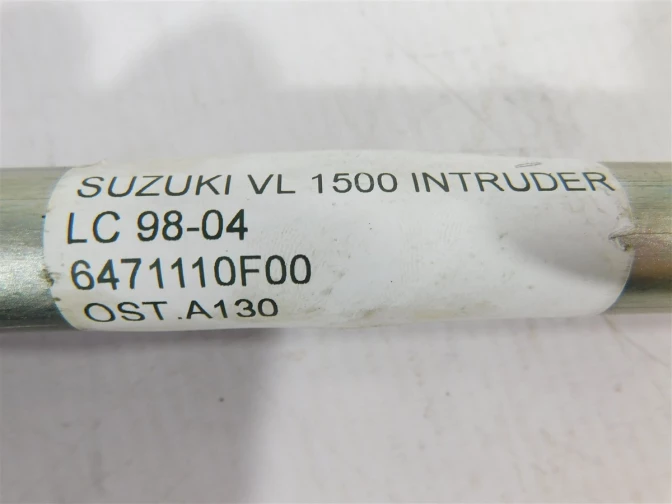 SUZUKI VL 1500 INTRUDER
LC 98-04
6471110F00
OST.A130